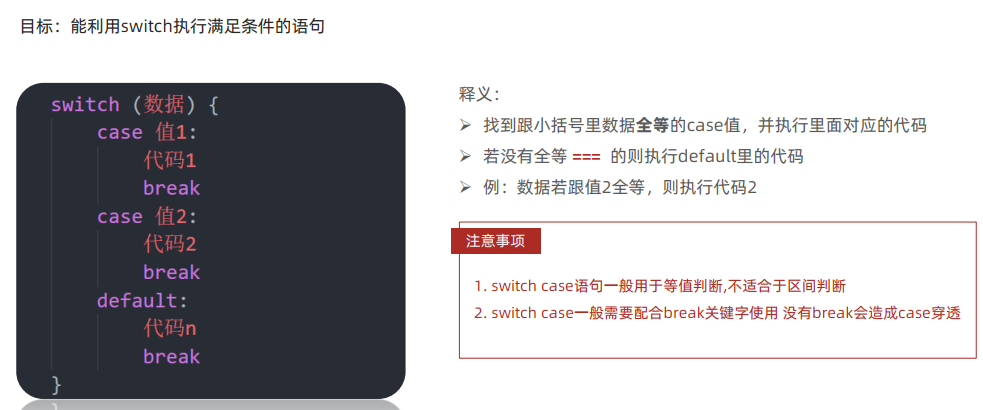 目标：能利用switch执行满足条件的语句
switch (数据) {
case 值1:
代码1
break
case 值2:
代码2
break
default:
代码n
break
}
释义：
➢ 找到跟小括号里数据全等的case值，并执行里面对应的代码
➢ 若没有全等 === 的则执行default里的代码
➢ 例：数据若跟值2全等，则执行代码2
注意事项
1. switch case语句一般用于等值判断,不适合于区间判断
2. switch case一般需要配合break关键字使用 没有break会造成case穿透